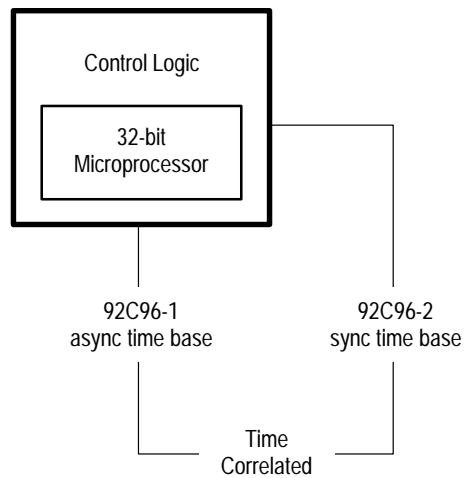 Control Logic
32-bit
Microprocessor
92C96-1
async time base
92C96-2
sync time base
Time
Correlated